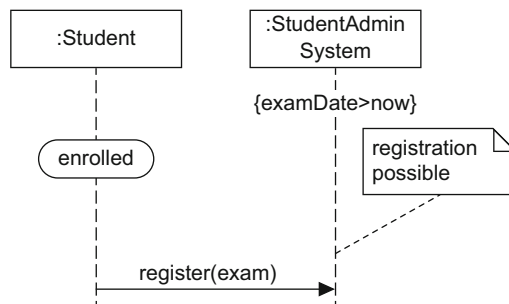 :Student
:StudentAdmin
System
{examDate>now}
enrolled
registration
possible
register(exam)